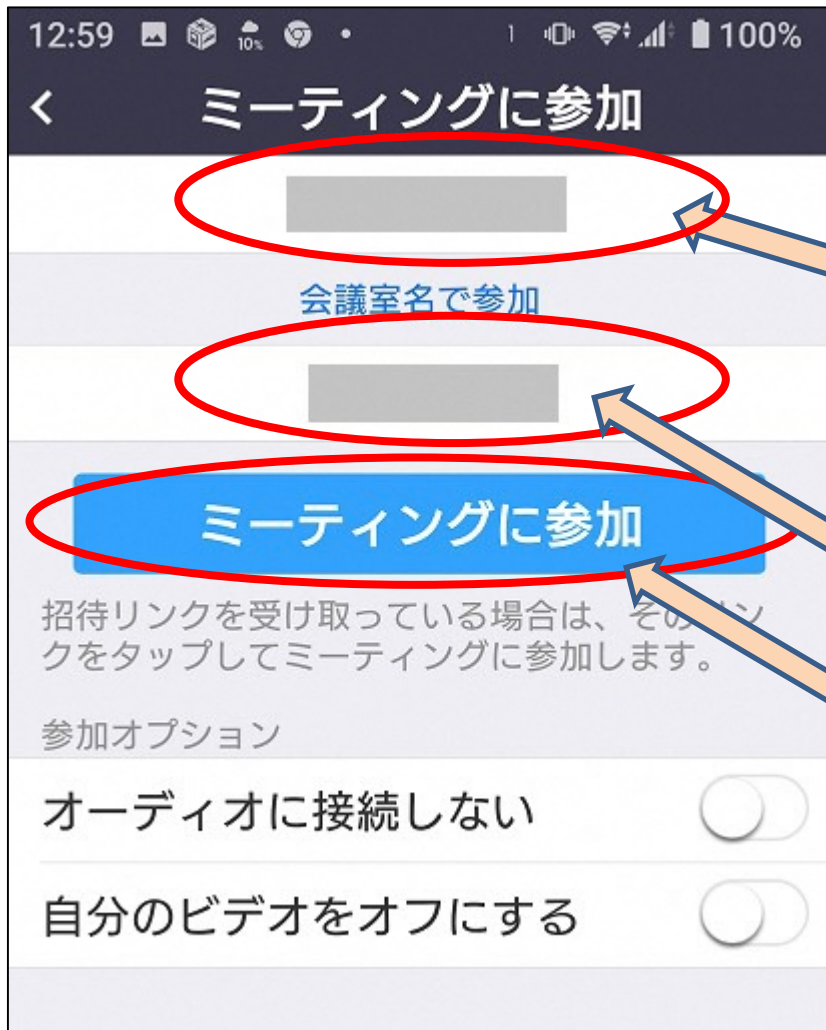 12:59 10% 1 100%
ミーティングに参加
会議室名で参加
ミーティングに参加
招待リンクを受け取っている場合は、そのリン
クをタップしてミーティングに参加します。
参加オプション
オーディオに接続しない
自分のビデオをオフにする